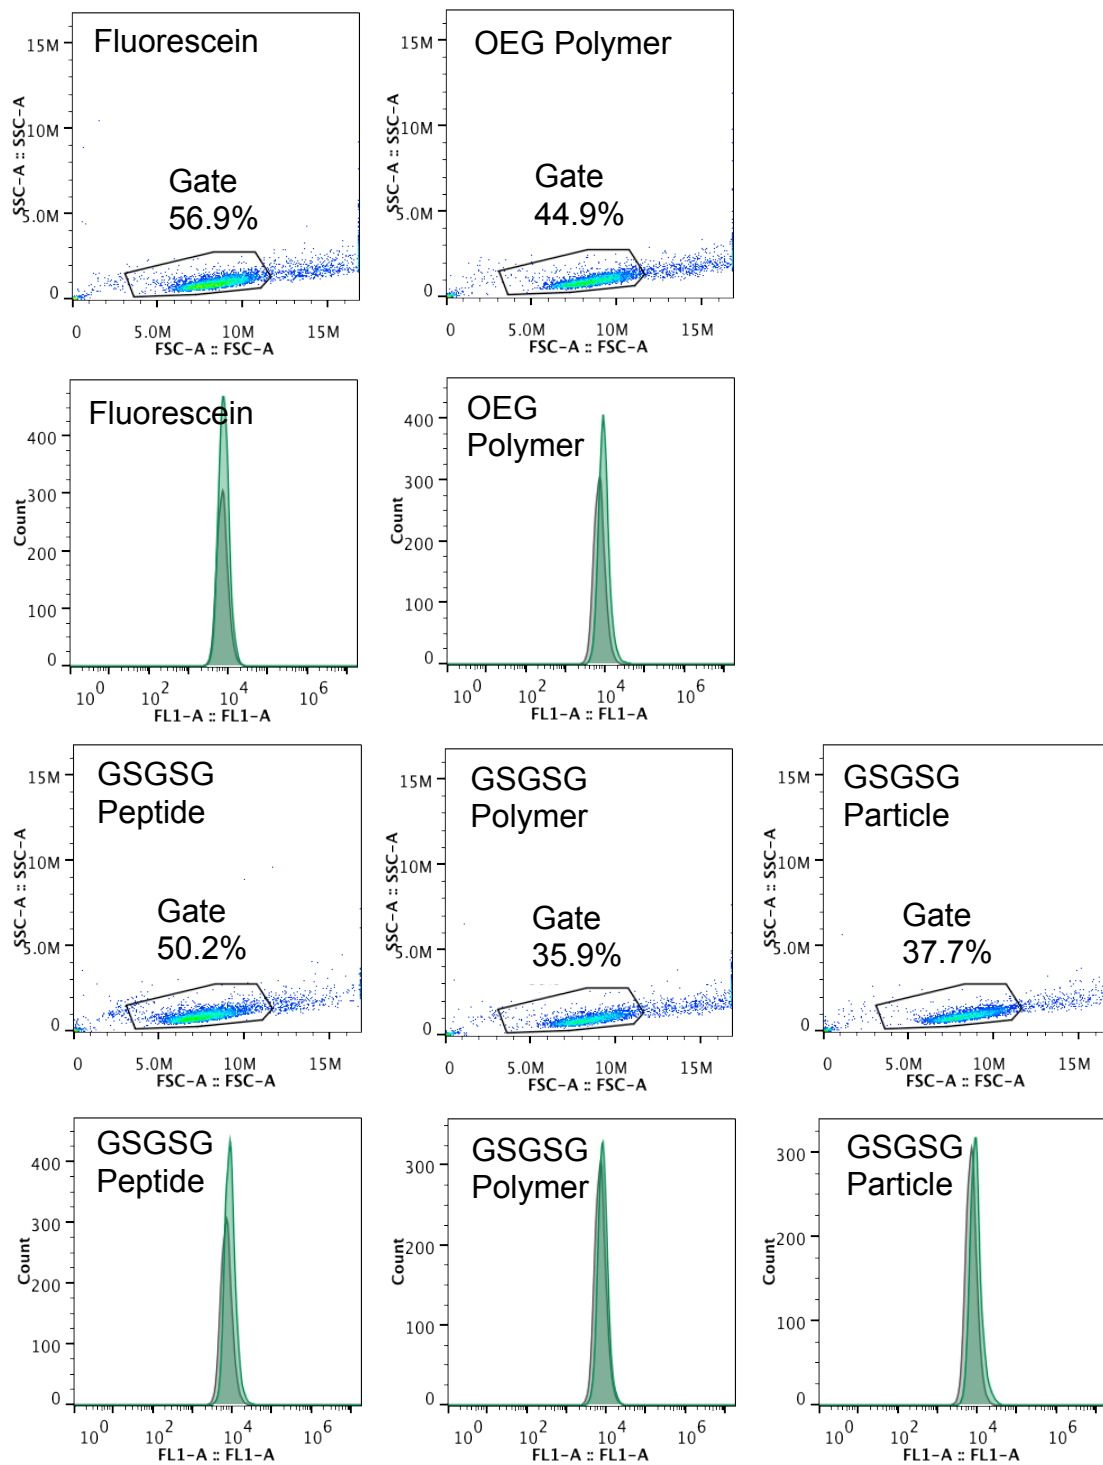 Fluorescein
OEG Polymer
SSC-A :: SSC-A
15M
10M
5.0M
0
Gate
56.9%
0
5.0M
10M
15M
FSC-A :: FSC-A
SSC-A :: SSC-A
15M
10M
5.0M
0
Gate
44.9%
0
5.0M
10M
15M
FSC-A :: FSC-A
Fluorescein
Count
400
300
200
100
0
10^0
10^2
10^4
10^6
FL1-A :: FL1-A
OEG
Polymer
Count
400
300
200
100
0
10^0
10^2
10^4
10^6
FL1-A :: FL1-A
GSGSG
Peptide
SSC-A :: SSC-A
15M
10M
5.0M
0
Gate
50.2%
0
5.0M
10M
15M
FSC-A :: FSC-A
GSGSG
Polymer
SSC-A :: SSC-A
15M
10M
5.0M
0
Gate
35.9%
0
5.0M
10M
15M
FSC-A :: FSC-A
GSGSG
Particle
SSC-A :: SSC-A
15M
10M
5.0M
0
Gate
37.7%
0
5.0M
10M
15M
FSC-A :: FSC-A
GSGSG
Peptide
Count
400
300
200
100
0
10^0
10^2
10^4
10^6
FL1-A :: FL1-A
GSGSG
Polymer
Count
300
200
100
0
10^0
10^2
10^4
10^6
FL1-A :: FL1-A
GSGSG
Particle
Count
300
200
100
0
10^0
10^2
10^4
10^6
FL1-A :: FL1-A